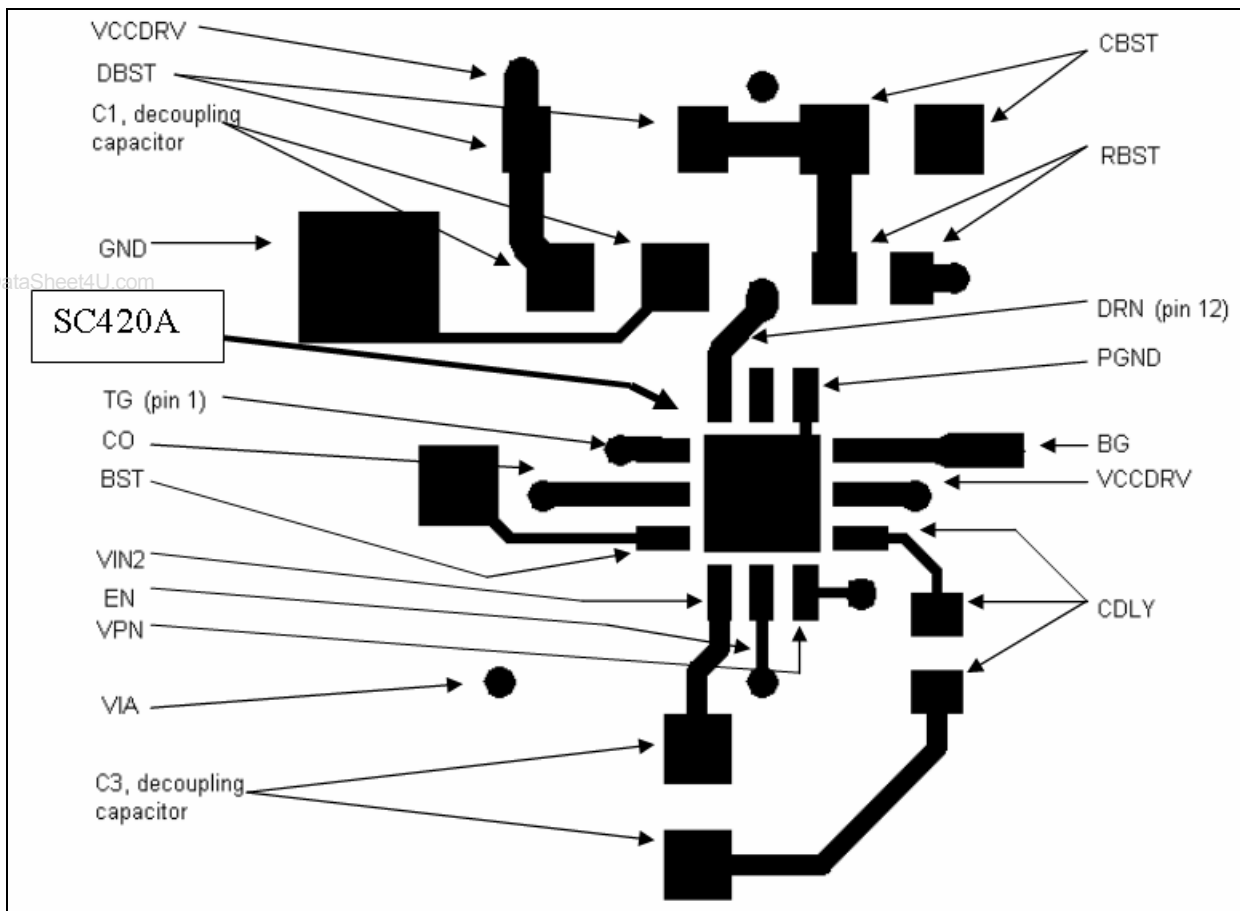 VCCDRV
DBST
C1, decoupling
capacitor
GND
DataSheet4U.com
SC420A
TG (pin 1)
CO
BST
VIN2
EN
VPN
VIA
C3, decoupling
capacitor
CBST
RBST
DRN (pin 12)
PGND
BG
VCCDRV
CDLY